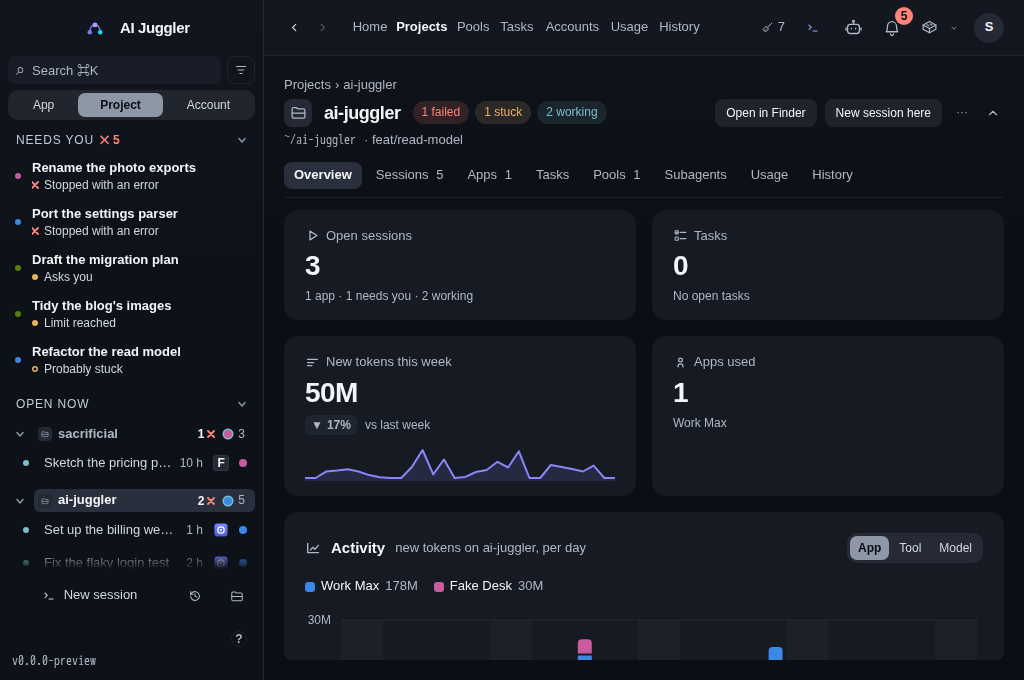 AI Juggler
Search ⌘K
App Project Account
NEEDS YOU 5
Rename the photo exports
Stopped with an error
Port the settings parser
Stopped with an error
Draft the migration plan
Asks you
Tidy the blog's images
Limit reached
Refactor the read model
Probably stuck
OPEN NOW
sacrificial 1 3
Sketch the pricing p… 10 h F
ai-juggler 2 5
Set up the billing we… 1 h
Fix the flaky login test 2 h
New session
?
v0.0.0-preview
Home Projects Pools Tasks Accounts Usage History 7 5 S
Projects › ai-juggler
ai-juggler 1 failed 1 stuck 2 working Open in Finder New session here ···
~/ai-juggler · feat/read-model
Overview Sessions 5 Apps 1 Tasks Pools 1 Subagents Usage History
Open sessions
3
1 app · 1 needs you · 2 working
Tasks
0
No open tasks
New tokens this week
50M
▼ 17% vs last week
Apps used
1
Work Max
Activity new tokens on ai-juggler, per day App Tool Model
Work Max 178M Fake Desk 30M
30M